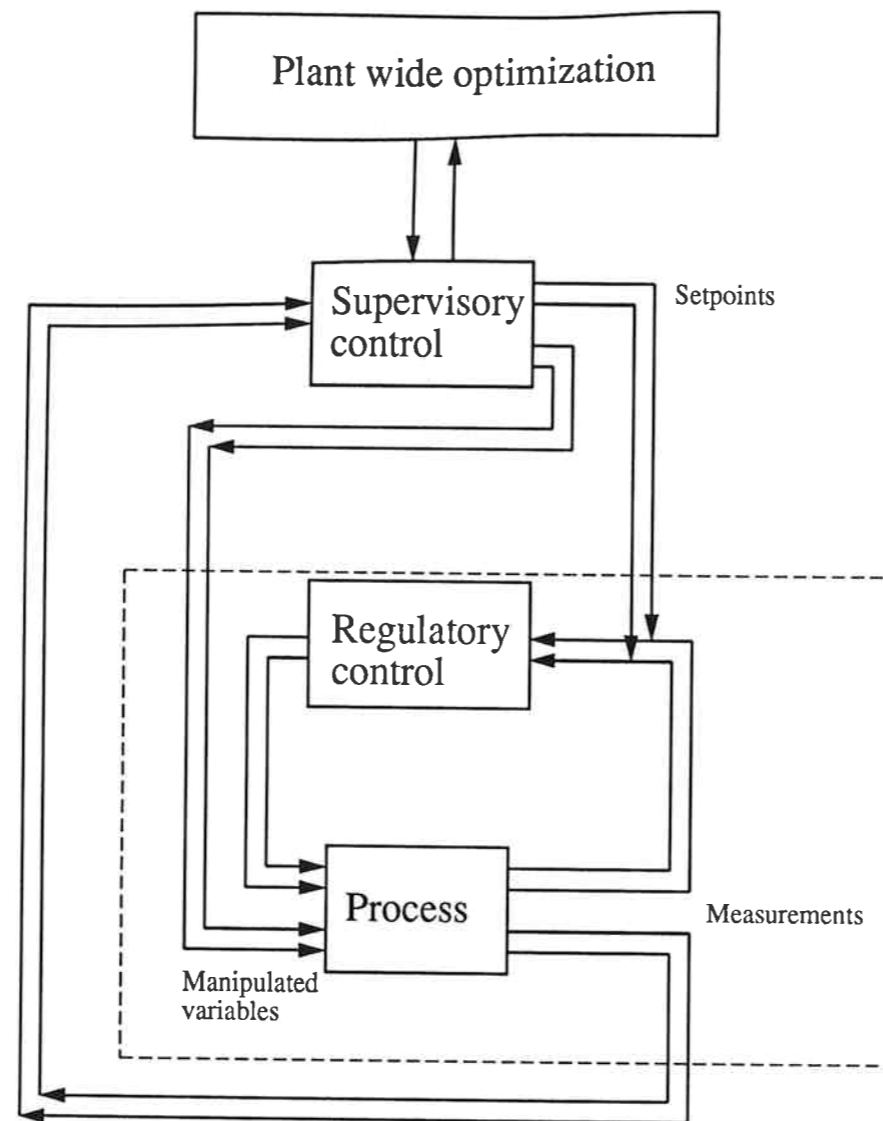 Plant wide optimization
Supervisory
control
Setpoints
Regulatory
control
Process
Measurements
Manipulated
variables